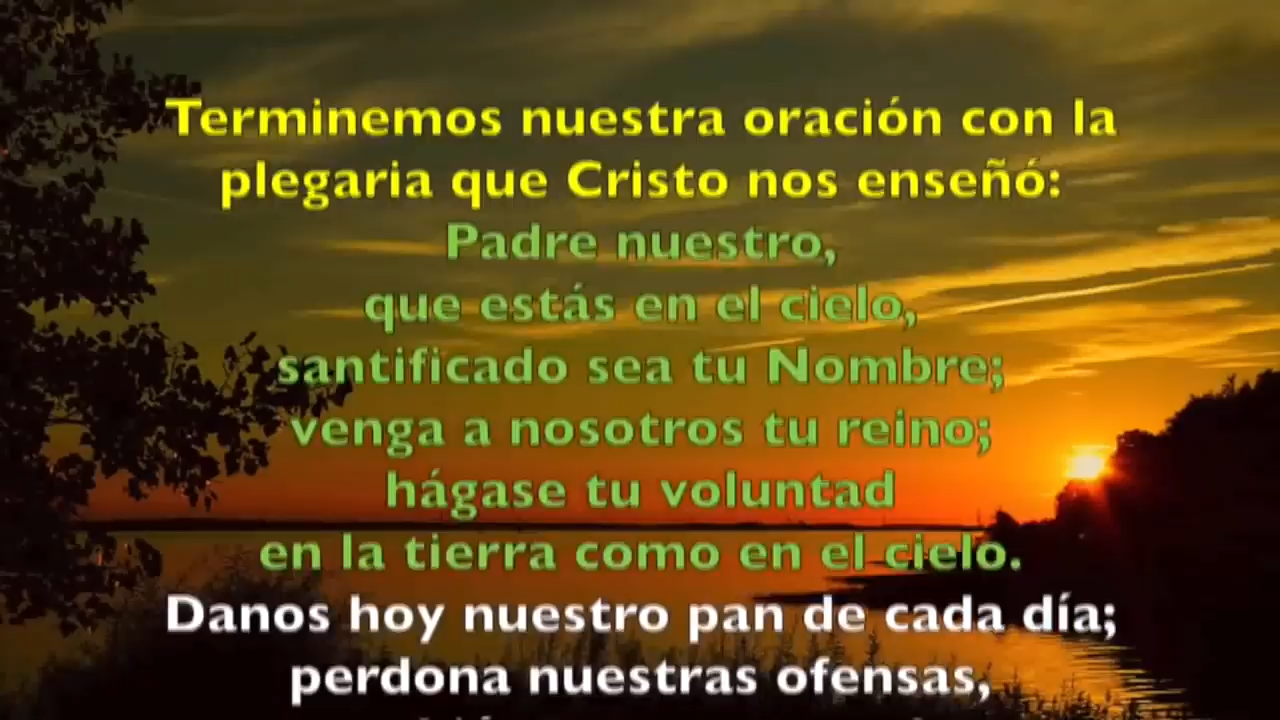 Terminemos nuestra oración con la
plegaria que Cristo nos enseñó:
Padre nuestro,
que estás en el cielo,
santificado sea tu Nombre;
venga a nosotros tu reino;
hágase tu voluntad
en la tierra como en el cielo.
Danos hoy nuestro pan de cada día;
perdona nuestras ofensas,